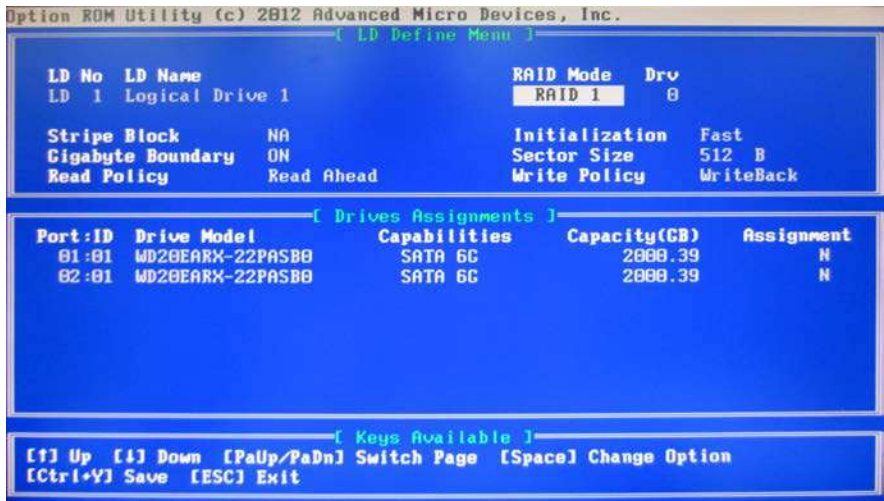 Option ROM Utility (c) 2012 Advanced Micro Devices, Inc.
[ LD Define Menu ]
LD No LD Name RAID Mode Drv
LD 1 Logical Drive 1 RAID 1 0
Stripe Block NA Initialization Fast
Gigabyte Boundary ON Sector Size 512 B
Read Policy Read Ahead Write Policy WriteBack
[ Drives Assignments ]
Port:ID Drive Model Capabilities Capacity(GB) Assignment
01:01 WD20EARX-22PASB0 SATA 6G 2000.39 N
02:01 WD20EARX-22PASB0 SATA 6G 2000.39 N
[ Keys Available ]
[↑] Up [↓] Down [PaUp/PaDn] Switch Page [Space] Change Option
[Ctrl+Y] Save [ESC] Exit